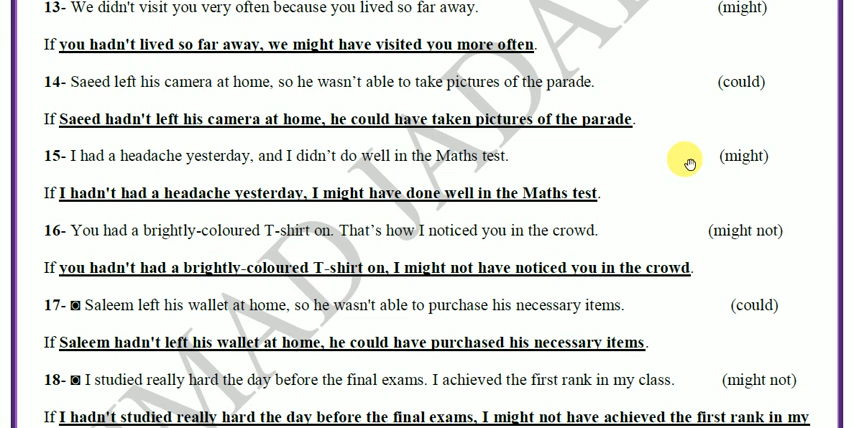 13- We didn't visit you very often because you lived so far away. (might)
If you hadn't lived so far away, we might have visited you more often.
14- Saeed left his camera at home, so he wasn't able to take pictures of the parade. (could)
If Saeed hadn't left his camera at home, he could have taken pictures of the parade.
15- I had a headache yesterday, and I didn't do well in the Maths test. (might)
If I hadn't had a headache yesterday, I might have done well in the Maths test.
16- You had a brightly-coloured T-shirt on. That's how I noticed you in the crowd. (might not)
If you hadn't had a brightly-coloured T-shirt on, I might not have noticed you in the crowd.
17- ◙ Saleem left his wallet at home, so he wasn't able to purchase his necessary items. (could)
If Saleem hadn't left his wallet at home, he could have purchased his necessary items.
18- ◙ I studied really hard the day before the final exams. I achieved the first rank in my class. (might not)
If I hadn't studied really hard the day before the final exams, I might not have achieved the first rank in my